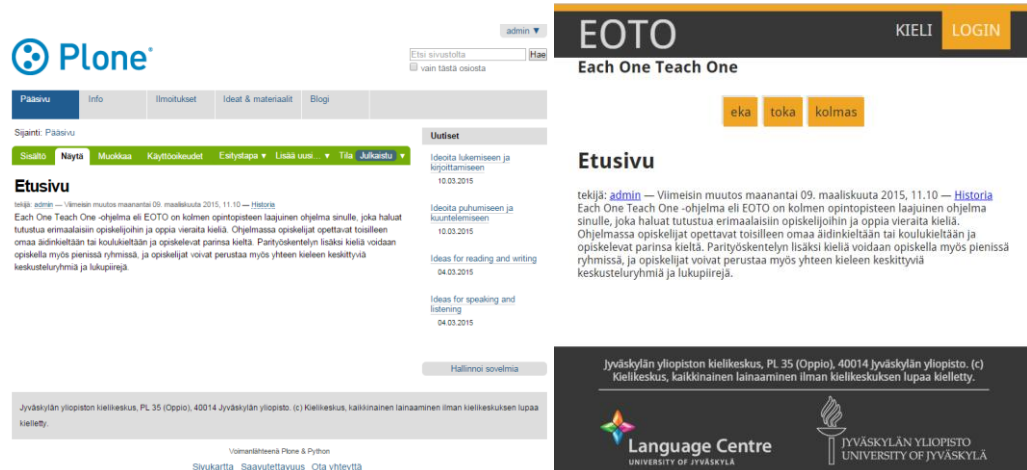 admin ▼
Plone®
Etsi sivustolta Hae
vain tästä osiosta
Pääsivu Info Ilmoitukset Ideat & materiaalit Blogi
Sijainti: Pääsivu
Sisältö Näytä Muokkaa Käyttöoikeudet Esitystapa ▼ Lisää uusi... ▼ Tila Julkaistu ▼
Etusivu
tekijä: admin — Viimeisin muutos maanantai 09. maaliskuuta 2015, 11.10 — Historia
Each One Teach One -ohjelma eli EOTO on kolmen opintopisteen laajuinen ohjelma sinulle, joka haluat
tutustua erimaalaisiin opiskelijoihin ja oppia vieraita kieliä. Ohjelmassa opiskelijat opettavat toisilleen
omaa äidinkieltään tai koulukieltään ja opiskelevat parinsa kieltä. Parityöskentelyn lisäksi kieliä voidaan
opiskella myös pienissä ryhmissä, ja opiskelijat voivat perustaa myös yhteen kieleen keskittyviä
keskusteluryhmiä ja lukupiirejä.
Uutiset
Ideoita lukemiseen ja
kirjoittamiseen
10.03.2015
Ideoita puhumiseen ja
kuuntelemiseen
10.03.2015
Ideas for reading and writing
04.03.2015
Ideas for speaking and
listening
04.03.2015
Hallinnoi sovelmia
Jyväskylän yliopiston kielikeskus, PL 35 (Oppio), 40014 Jyväskylän yliopisto. (c) Kielikeskus, kaikkinainen lainaaminen ilman kielikeskuksen lupaa
kielletty.
Voimanlähteenä Plone & Python
Sivukartta Saavutettavuus Ota yhteyttä
EOTO KIELI LOGIN
Each One Teach One
eka toka kolmas
Etusivu
tekijä: admin — Viimeisin muutos maanantai 09. maaliskuuta 2015, 11.10 — Historia
Each One Teach One -ohjelma eli EOTO on kolmen opintopisteen laajuinen ohjelma
sinulle, joka haluat tutustua erimaalaisiin opiskelijoihin ja oppia vieraita kieliä.
Ohjelmassa opiskelijat opettavat toisilleen omaa äidinkieltään tai koulukieltään ja
opiskelevat parinsa kieltä. Parityöskentelyn lisäksi kieliä voidaan opiskella myös pienissä
ryhmissä, ja opiskelijat voivat perustaa myös yhteen kieleen keskittyviä
keskusteluryhmiä ja lukupiirejä.
Jyväskylän yliopiston kielikeskus, PL 35 (Oppio), 40014 Jyväskylän yliopisto. (c)
Kielikeskus, kaikkinainen lainaaminen ilman kielikeskuksen lupaa kielletty.
Language Centre
UNIVERSITY OF JYVÄSKYLÄ
JYVÄSKYLÄN YLIOPISTO
UNIVERSITY OF JYVÄSKYLÄ